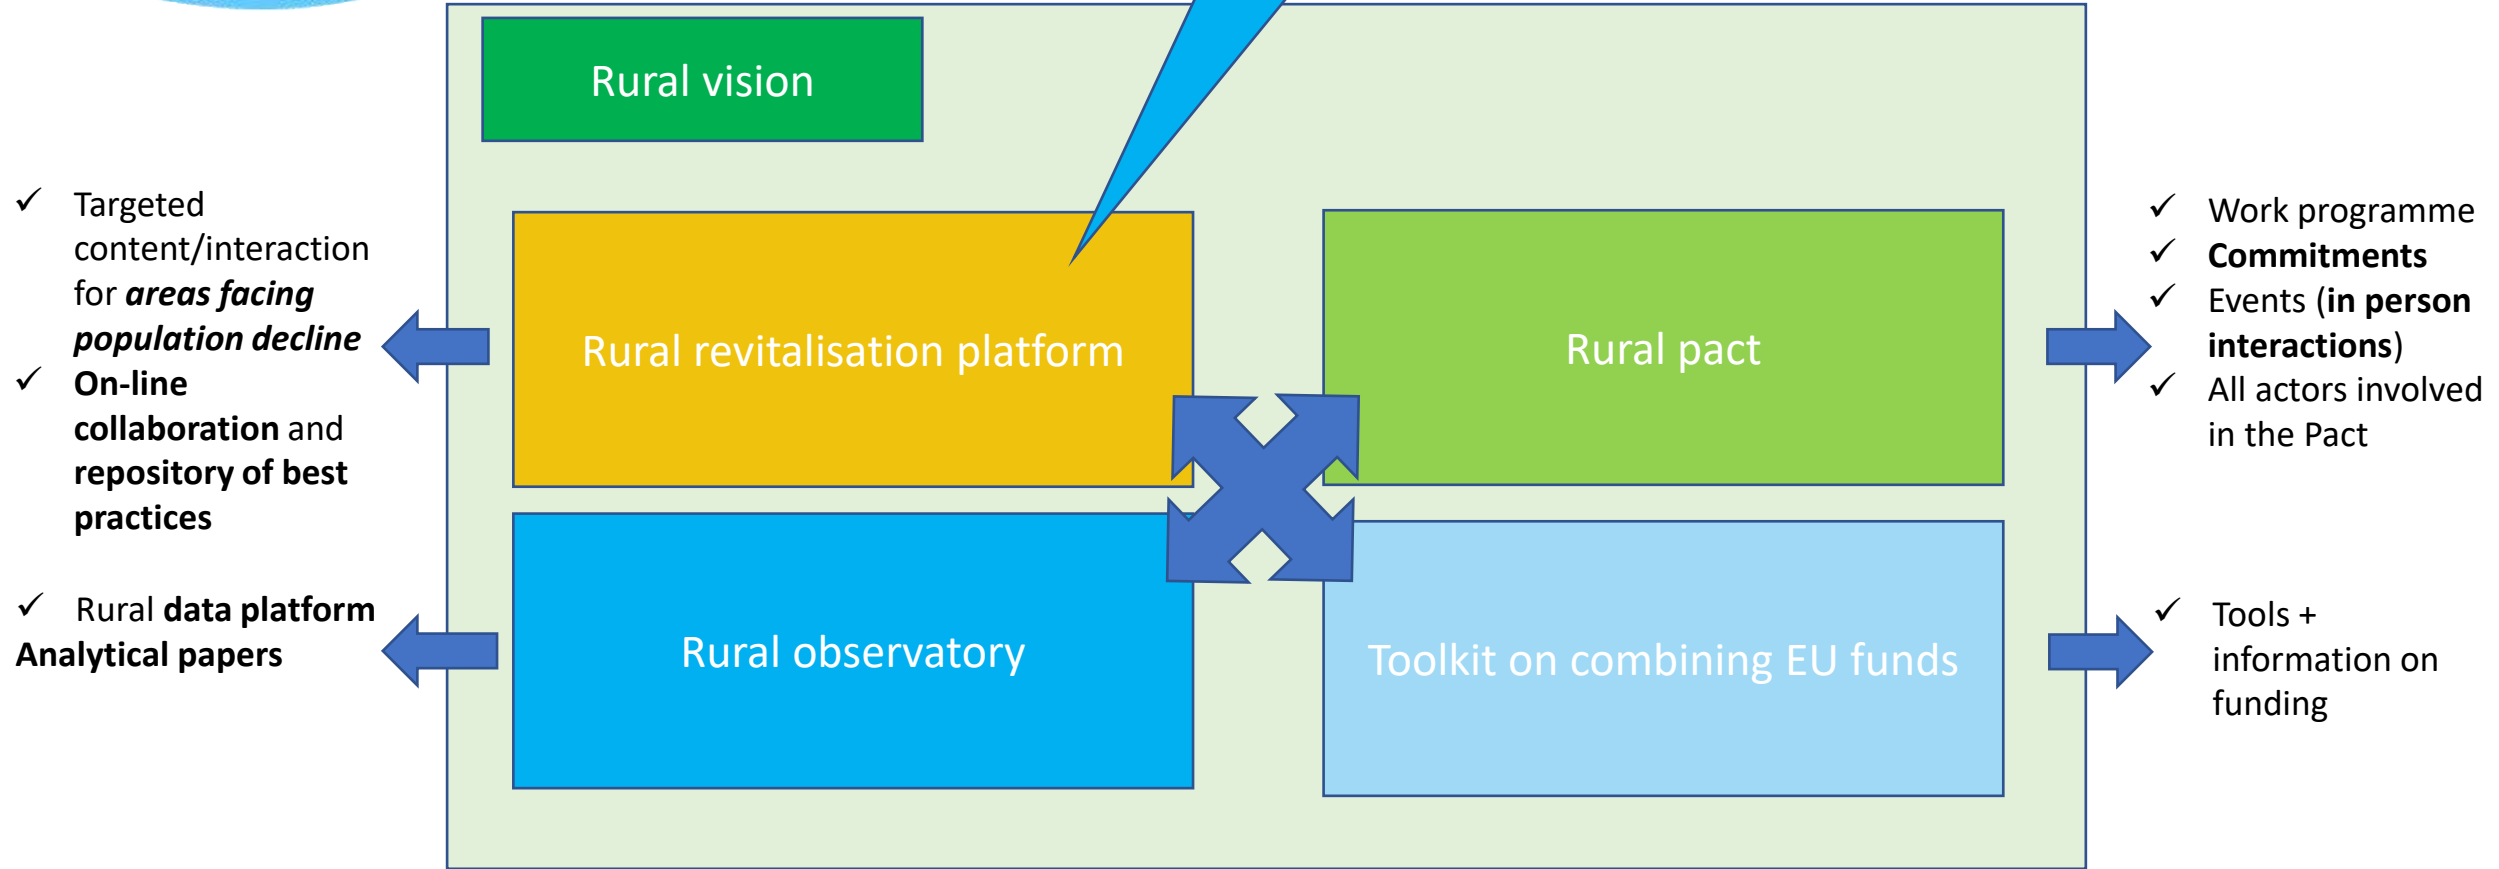 Rural vision
✓ Targeted
content/interaction
for areas facing
population decline
✓ On-line
collaboration and
repository of best
practices
Rural revitalisation platform
Rural pact
✓ Work programme
✓ Commitments
✓ Events (in person
interactions)
✓ All actors involved
in the Pact
✓ Rural data platform
Analytical papers
Rural observatory
Toolkit on combining EU funds
✓ Tools +
information on
funding